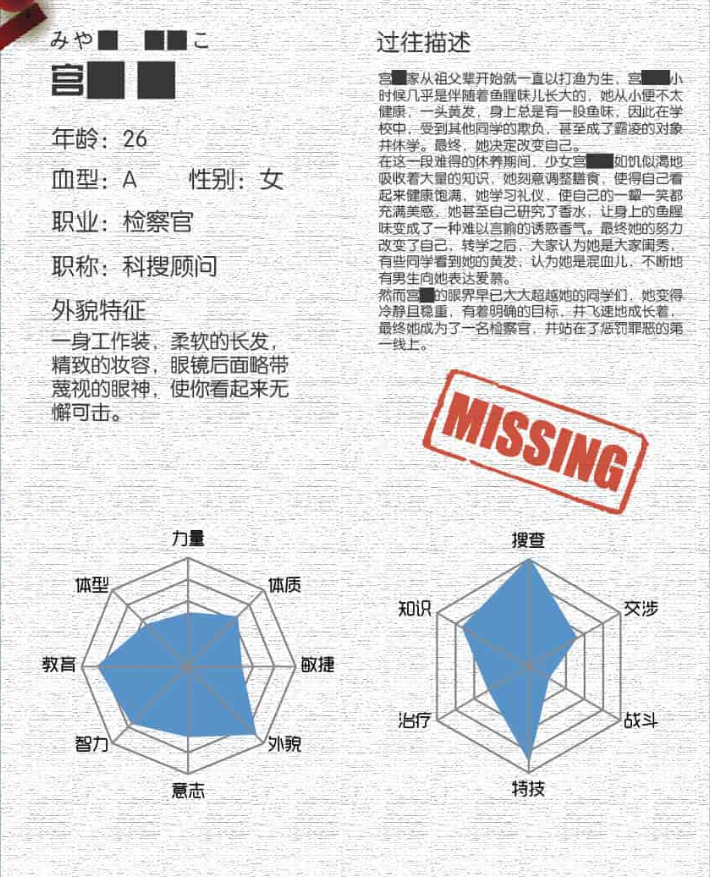 みや■ ■■こ
宫■ ■
年龄：26
血型：A 性别：女
职业：检察官
职称：科搜顾问
外貌特征
一身工作装，柔软的长发，
精致的妆容，眼镜后面略带
蔑视的眼神，使你看起来无
懈可击。
过往描述
宫■家从祖父辈开始就一直以打渔为生，宫■■小
时候几乎是伴随着鱼腥味儿长大的，她从小便不太
健康，一头黄发，身上总是有一股鱼味，因此在学
校中，受到其他同学的欺负，甚至成了霸凌的对象
并休学。最终，她决定改变自己。
在这一段难得的休养期间，少女宫■■如饥似渴地
吸收着大量的知识，她刻意调整膳食，使得自己看
起来健康饱满，她学习礼仪，使自己的一颦一笑都
充满美感，她甚至自己研究了香水，让身上的鱼腥
味变成了一种难以言喻的诱惑香气。最终她的努力
改变了自己，转学之后，大家认为她是大家闺秀，
有些同学看到她的黄发，认为她是混血儿，不断地
有男生向她表达爱慕。
然而宫■的眼界早已大大超越她的同学们，她变得
冷静且稳重，有着明确的目标，并飞速地成长着，
最终她成为了一名检察官，并站在了惩罚罪恶的第
一线上。
MISSING
力量
体型
体质
教育
敏捷
智力
外貌
意志
搜查
知识
交涉
治疗
战斗
特技